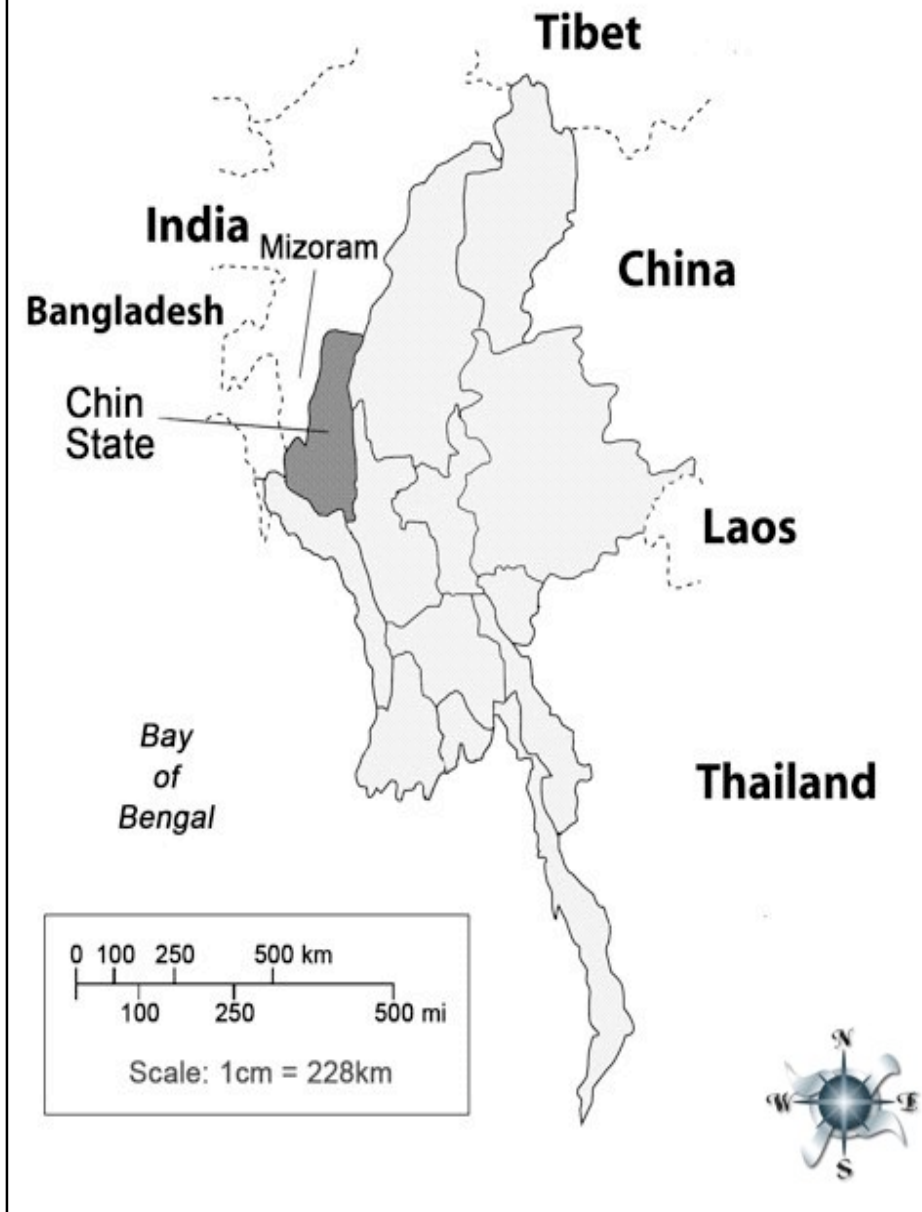 Tibet
India
Mizoram
China
Bangladesh
Chin
State
Laos
Bay
of
Bengal
Thailand
0 100 250 500 km
100 250 500 mi
Scale: 1cm = 228km
N
W E
S